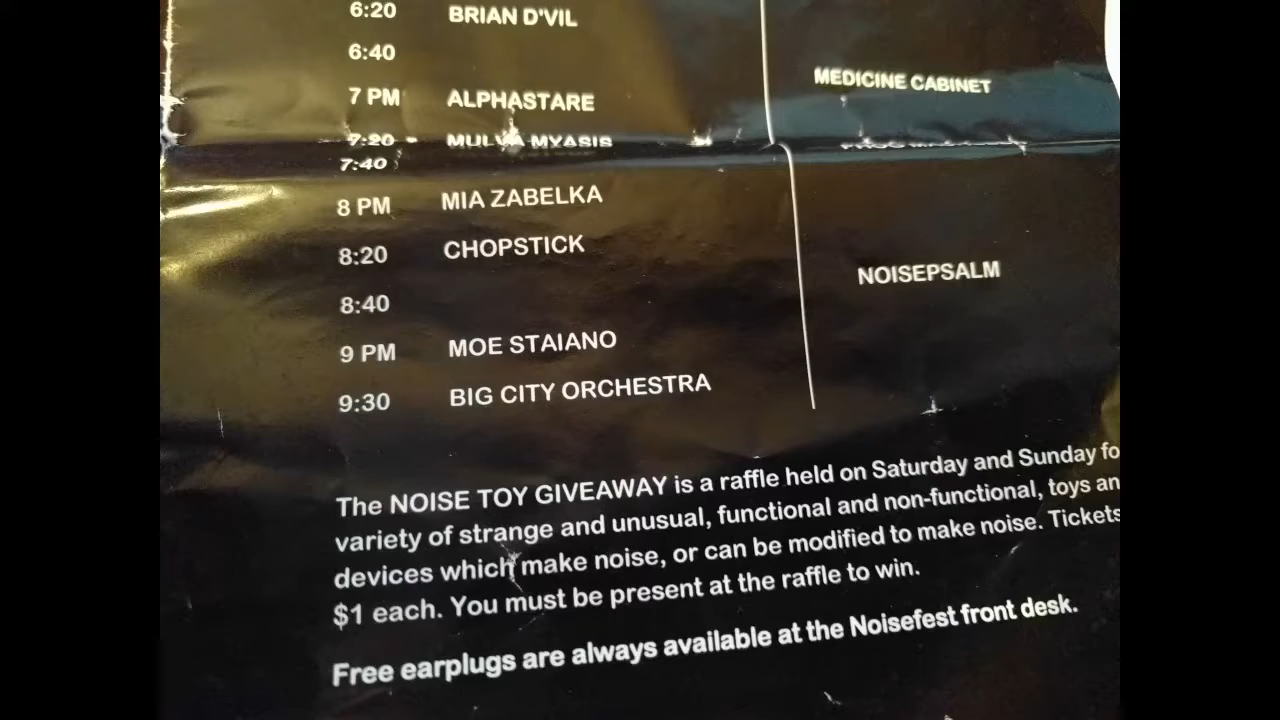 6:20 BRIAN D'VIL
6:40
MEDICINE CABINET
7 PM ALPHASTARE
7:20 MULVA MYASIS
7:40
8 PM MIA ZABELKA
8:20 CHOPSTICK
NOISEPSALM
8:40
9 PM MOE STAIANO
9:30 BIG CITY ORCHESTRA
The NOISE TOY GIVEAWAY is a raffle held on Saturday and Sunday fo
variety of strange and unusual, functional and non-functional, toys an
devices which make noise, or can be modified to make noise. Tickets
$1 each. You must be present at the raffle to win.
Free earplugs are always available at the Noisefest front desk.